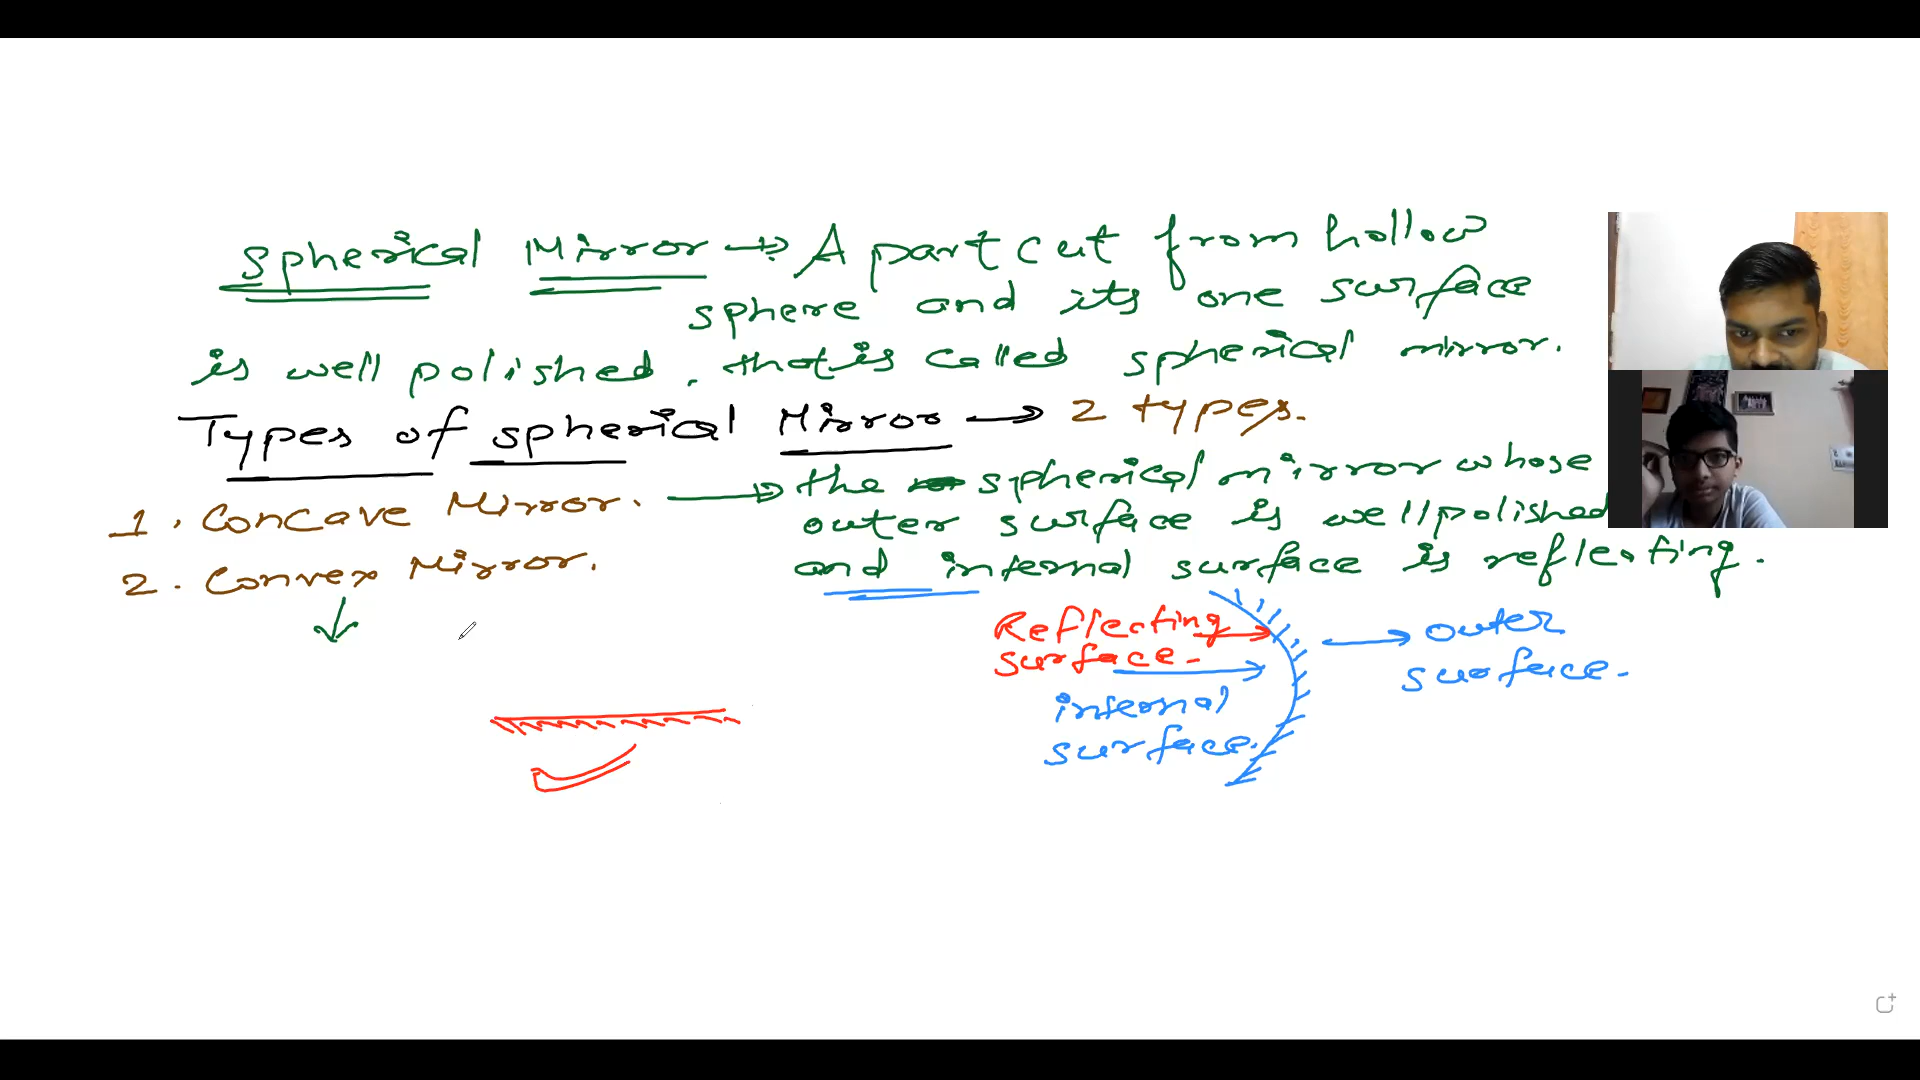 Spherical Mirror → A part cut from hollow
sphere and its one surface
is well polished. that is called spherical mirror.
Types of spherical Mirror → 2 types.
1. Concave Mirror. → the spherical mirror whose
outer surface is wellpolished
and internal surface is reflecting.
2. Convex Mirror.
Reflecting
surface.
internal
surface.
→ outer
surface.